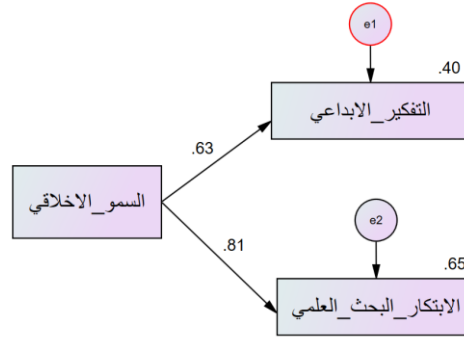 e1
.40
التفكير_الابداعي
.63
السمو_الاخلاقي
e2
.81
.65
الابتكار_البحث_العلمي